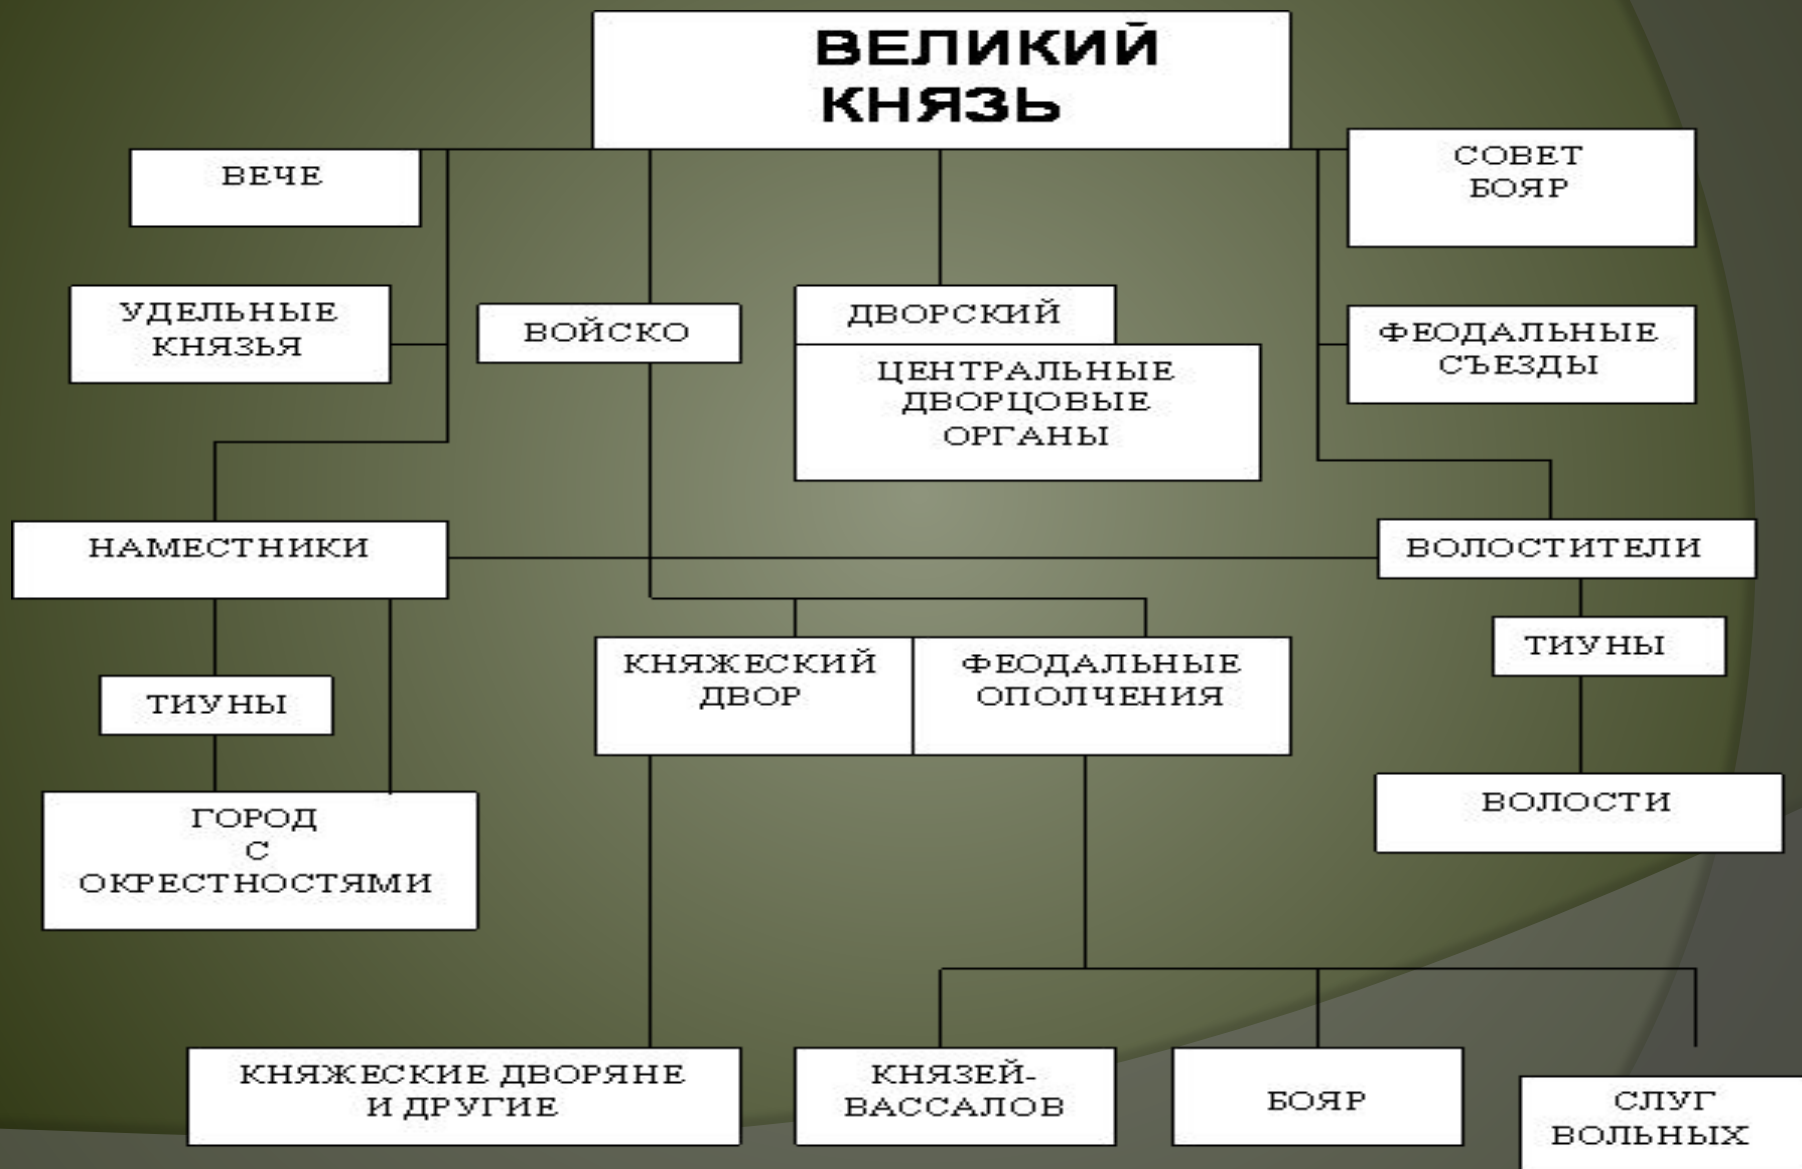 ВЕЛИКИЙ
КНЯЗЬ
ВЕЧЕ
СОВЕТ
БОЯР
УДЕЛЬНЫЕ
КНЯЗЬЯ
ВОЙСКО
ДВОРСКИЙ
ЦЕНТРАЛЬНЫЕ
ДВОРЦОВЫЕ
ОРГАНЫ
ФЕОДАЛЬНЫЕ
СЪЕЗДЫ
НАМЕСТНИКИ
ВОЛОСТИТЕЛИ
ТИУНЫ
КНЯЖЕСКИЙ
ДВОР
ФЕОДАЛЬНЫЕ
ОПОЛЧЕНИЯ
ТИУНЫ
ГОРОД
С
ОКРЕСТНОСТЯМИ
ВОЛОСТИ
КНЯЖЕСКИЕ ДВОРЯНЕ
И ДРУГИЕ
КНЯЗЕЙ-
ВАССАЛОВ
БОЯР
СЛУГ
ВОЛЬНЫХ